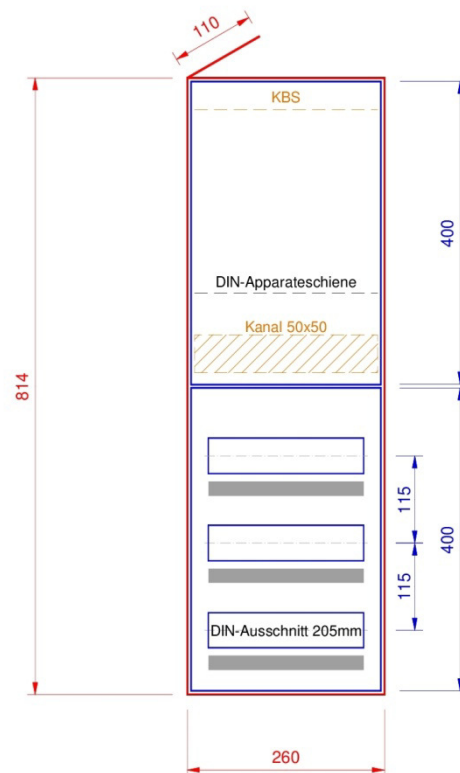 110
KBS
400
DIN-Apparateschiene
Kanal 50x50
814
115
400
115
DIN-Ausschnitt 205mm
260